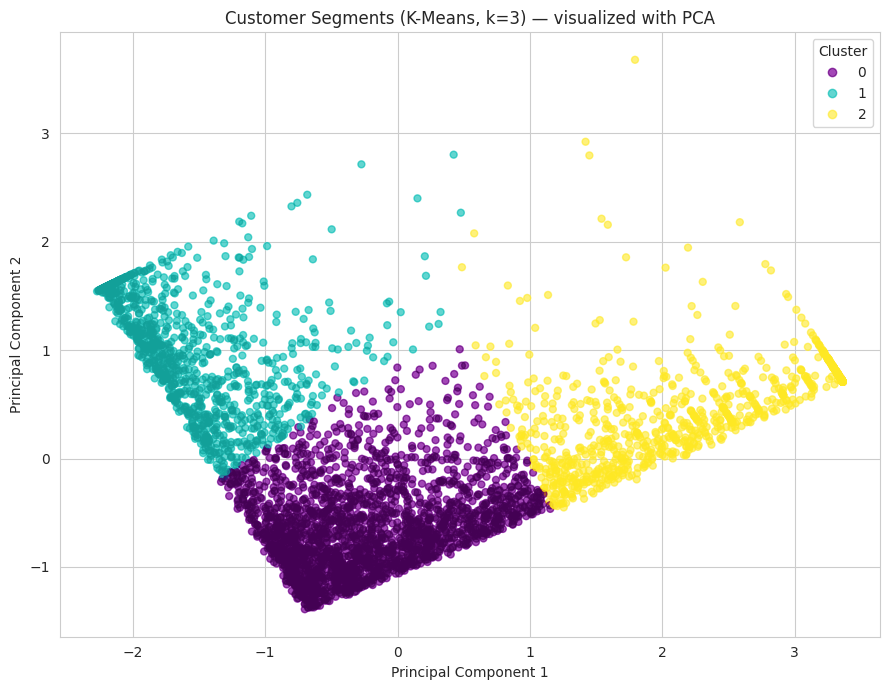 Customer Segments (K-Means, k=3) — visualized with PCA
Cluster
0
1
2
3
2
1
0
−1
Principal Component 2
−2 −1 0 1 2 3
Principal Component 1